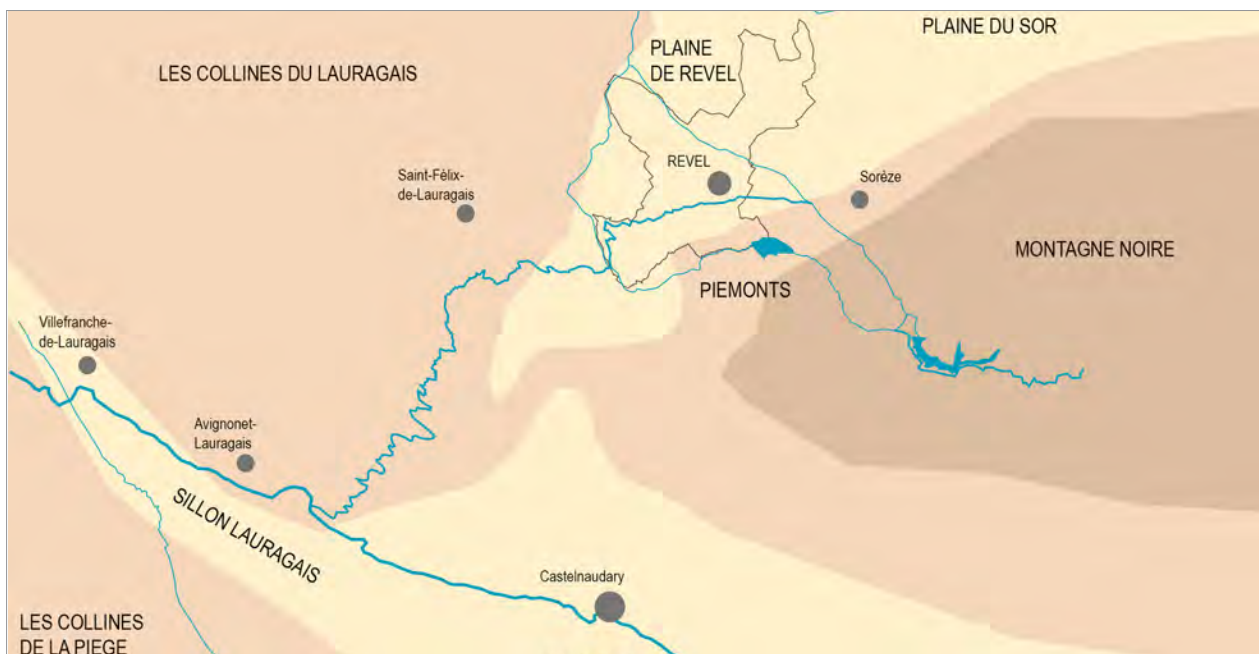 PLAINE DU SOR
PLAINE
DE REVEL
LES COLLINES DU LAURAGAIS
REVEL
Saint-Félix-
de-Lauragais
Sorèze
MONTAGNE NOIRE
PIEMONTS
Villefranche-
de-Lauragais
Avignonet-
Lauragais
SILLON LAURAGAIS
Castelnaudary
LES COLLINES
DE LA PIEGE